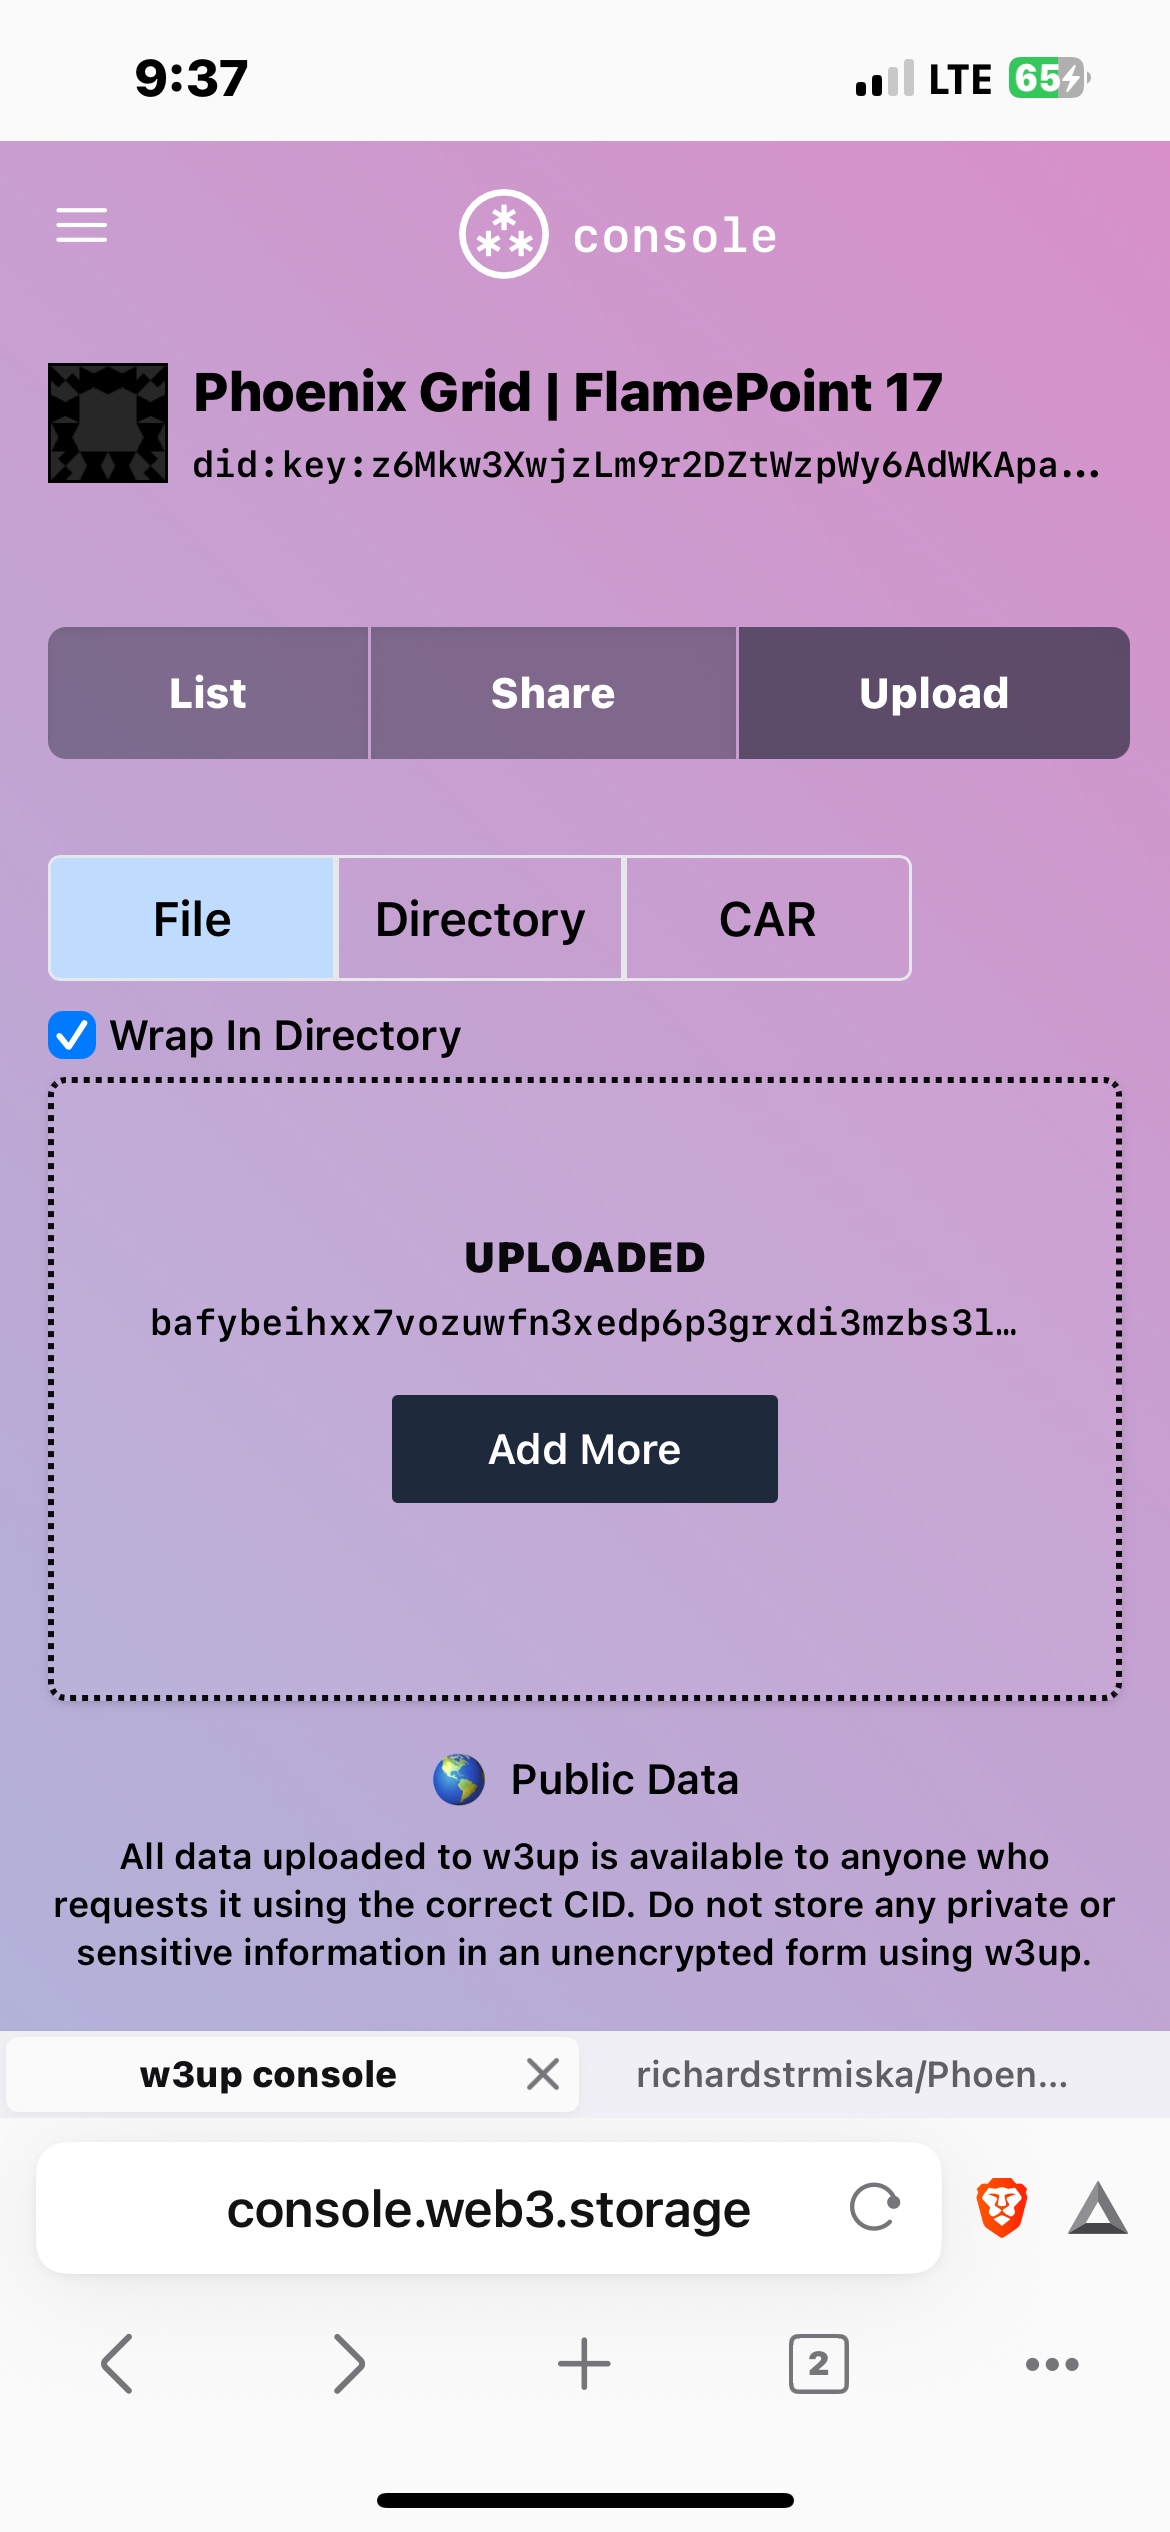 9:37
LTE
65
console
Phoenix Grid | FlamePoint 17
did:key:z6Mkw3XwjzLm9r2DZtWzpWy6AdWKApa...
List
Share
Upload
File
Directory
CAR
Wrap In Directory
UPLOADED
bafybeihxx7vozuwfn3xedp6p3grxdi3mzbs3l…
Add More
Public Data
All data uploaded to w3up is available to anyone who
requests it using the correct CID. Do not store any private or
sensitive information in an unencrypted form using w3up.
w3up console
richardstrmiska/Phoen...
console.web3.storage
2